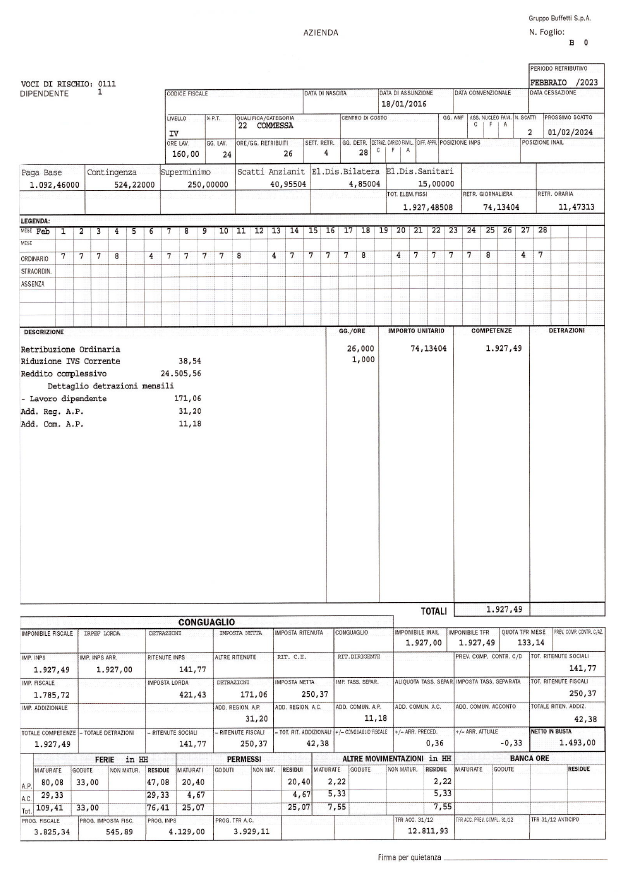 Gruppo Buffetti S.p.A.
AZIENDA
N. Foglio:
B 0
PERIODO RETRIBUTIVO
VOCI DI RISCHIO: 0111
FEBBRAIO /2023
DIPENDENTE 1
CODICE FISCALE DATA DI NASCITA DATA DI ASSUNZIONE DATA CONVENZIONALE DATA CESSAZIONE
18/01/2016
LIVELLO % P.T. QUALIFICA/CATEGORIA CENTRO DI COSTO GG. ANF ASS. NUCLEO FAM. N. SCATTI PROSSIMO SCATTO
22 COMMESSA C F A
IV 2 01/02/2024
ORE LAV. GG. LAV. ORE/GG. RETRIBUITI SETT. RETR. GG. DETR. POSIZIONE INPS POSIZIONE INAIL
160,00 24 26 4 28 C F A
Paga Base Contingenza Superminimo Scatti Anzianit El.Dis.Bilatera El.Dis.Sanitari
1.092,46000 524,22000 250,00000 40,95504 4,85004 15,00000
TOT. ELEM.FISSI RETR. GIORNALIERA RETR. ORARIA
1.927,48508 74,13404 11,47313
LEGENDA:
MESE Feb 1 2 3 4 5 6 7 8 9 10 11 12 13 14 15 16 17 18 19 20 21 22 23 24 25 26 27 28
MESE
ORDINARIO 7 7 7 8 4 7 7 7 7 8 4 7 7 7 7 8 4 7 7 7 7 8 4 7
STRAORDIN.
ASSENZA
DESCRIZIONE GG./ORE IMPORTO UNITARIO COMPETENZE DETRAZIONI
Retribuzione Ordinaria 26,000 74,13404 1.927,49
Riduzione IVS Corrente 38,54 1,000
Reddito complessivo 24.505,56
Dettaglio detrazioni mensili
- Lavoro dipendente 171,06
Add. Reg. A.P. 31,20
Add. Com. A.P. 11,18
TOTALI 1.927,49
CONGUAGLIO
IMPONIBILE FISCALE IRPEF LORDA DETRAZIONI IMPOSTA NETTA IMPOSTA RITENUTA CONGUAGLIO IMPONIBILE INAIL IMPONIBILE TFR QUOTA TFR MESE PREV. COMP. CONTR. C/AZ.
1.927,00 1.927,49 133,14
IMP. INPS IMP. INPS ARR. RITENUTE INPS ALTRE RITENUTE RIT. C.E. RIT.DIRIGENTI PREV. COMP. CONTR. C/D TOT. RITENUTE SOCIALI
1.927,49 1.927,00 141,77 141,77
IMP. FISCALE IMPOSTA LORDA DETRAZIONI IMPOSTA NETTA IMP. TASS. SEPAR. ALIQUOTA TASS. SEPAR. IMPOSTA TASS. SEPARATA TOT. RITENUTE FISCALI
1.785,72 421,43 171,06 250,37 250,37
IMP. ADDIZIONALE ADD. REGION. A.P. ADD. REGION. A.C. ADD. COMUN. A.P. ADD. COMUN. A.C. ADD. COMUN. ACCONTO TOTALE RITEN. ADDIZ.
31,20 11,18 42,38
TOTALE COMPETENZE – TOTALE DETRAZIONI – RITENUTE SOCIALI – RITENUTE FISCALI – TOT. RIT. ADDIZIONALI +/– CONGUAGLIO FISCALE +/– ARR. PRECED. +/– ARR. ATTUALE NETTO IN BUSTA
1.927,49 141,77 250,37 42,38 0,36 -0,33 1.493,00
FERIE in HH PERMESSI ALTRE MOVIMENTAZIONI in HH BANCA ORE
MATURATE GODUTE NON MATUR. RESIDUE MATURATI GODUTI NON MAT. RESIDUI MATURATE GODUTE NON MATUR. RESIDUE MATURATE GODUTE RESIDUE
A.P. 80,08 33,00 47,08 20,40 20,40 2,22 2,22
A.C. 29,33 29,33 4,67 4,67 5,33 5,33
Tot. 109,41 33,00 76,41 25,07 25,07 7,55 7,55
PROG. FISCALE PROG. IMPOSTA FISC. PROG. INPS PROG. TFR A.C. TFR ACC. 31/12 TFR ACC. PREV. COMPL. 31/12 TFR 31/12 ANTICIPO
3.825,34 545,89 4.129,00 3.929,11 12.811,93
Firma per quietanza